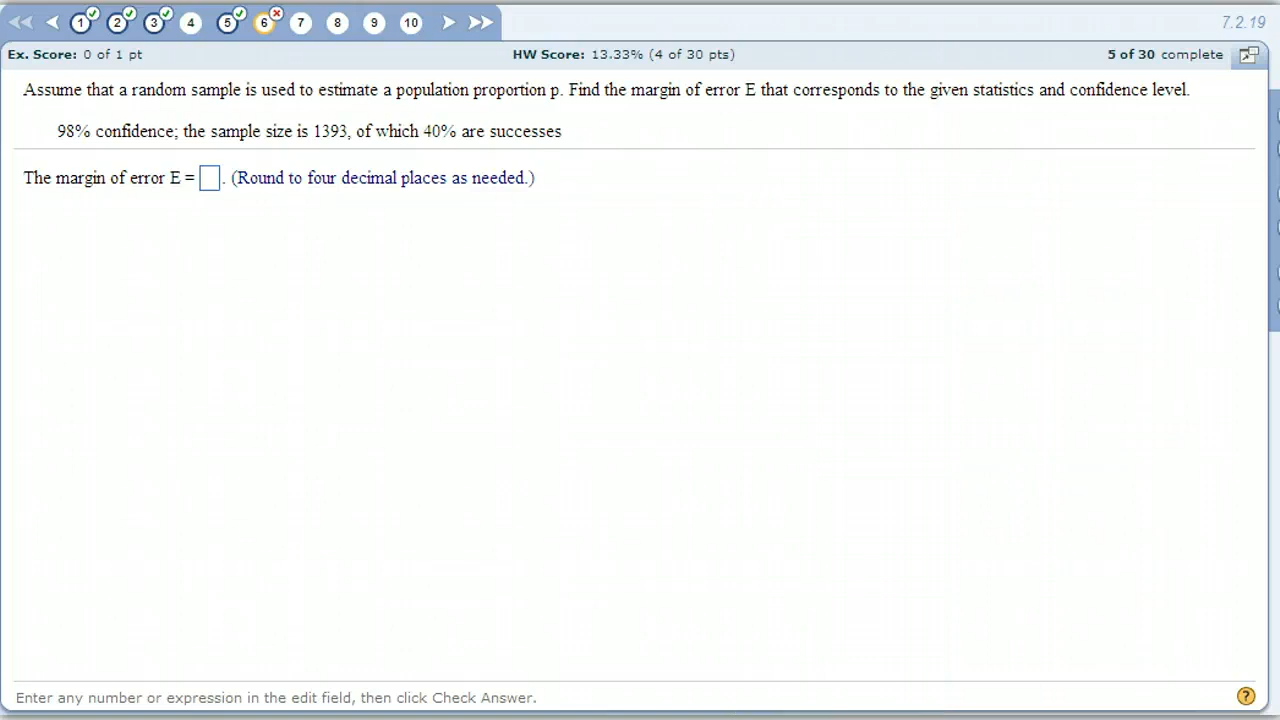 1 2 3 4 5 6 7 8 9 10
7.2.19
Ex. Score: 0 of 1 pt
HW Score: 13.33% (4 of 30 pts)
5 of 30 complete
Assume that a random sample is used to estimate a population proportion p. Find the margin of error E that corresponds to the given statistics and confidence level.
98% confidence; the sample size is 1393, of which 40% are successes
The margin of error E = . (Round to four decimal places as needed.)
Enter any number or expression in the edit field, then click Check Answer.
?